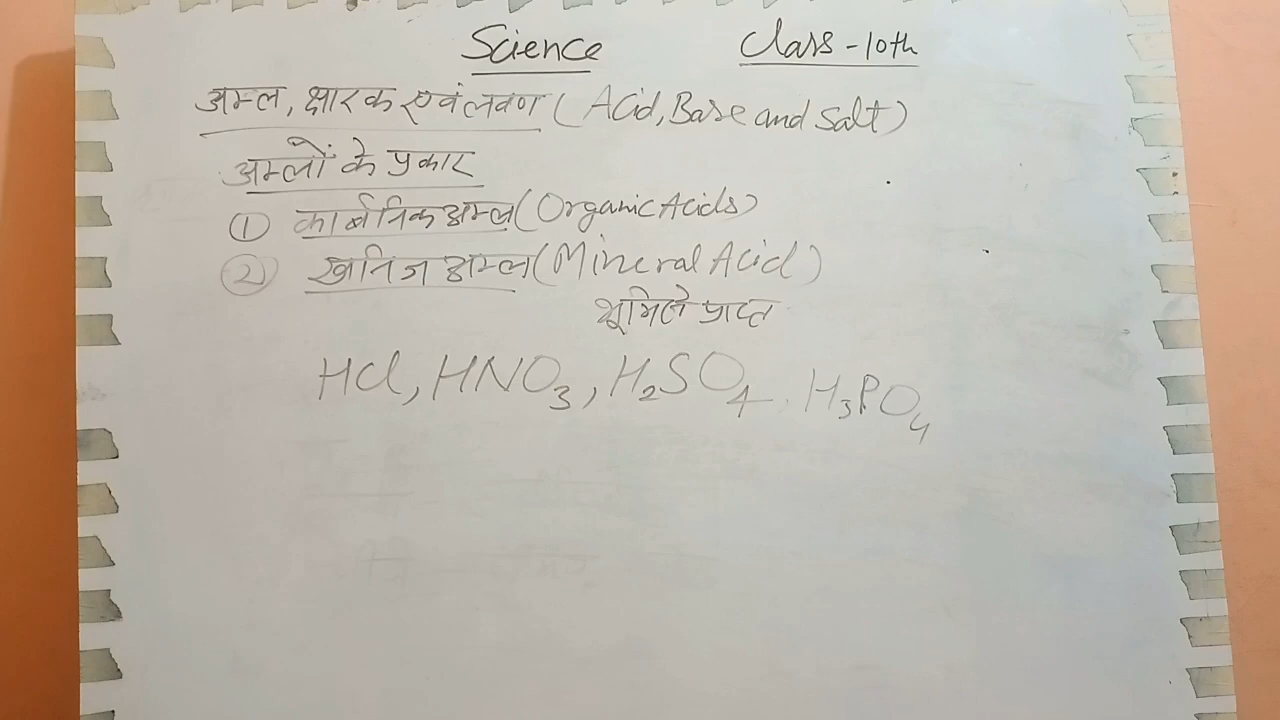 Science Class-10th
अम्ल, क्षारक एवं लवण (Acid, Base and Salt)
अम्लों के प्रकार
① कार्बनिक अम्ल (Organic Acids)
② खनिज अम्ल (Mineral Acid)
भूमि से प्राप्त
HCl, HNO₃, H₂SO₄, H₃PO₄